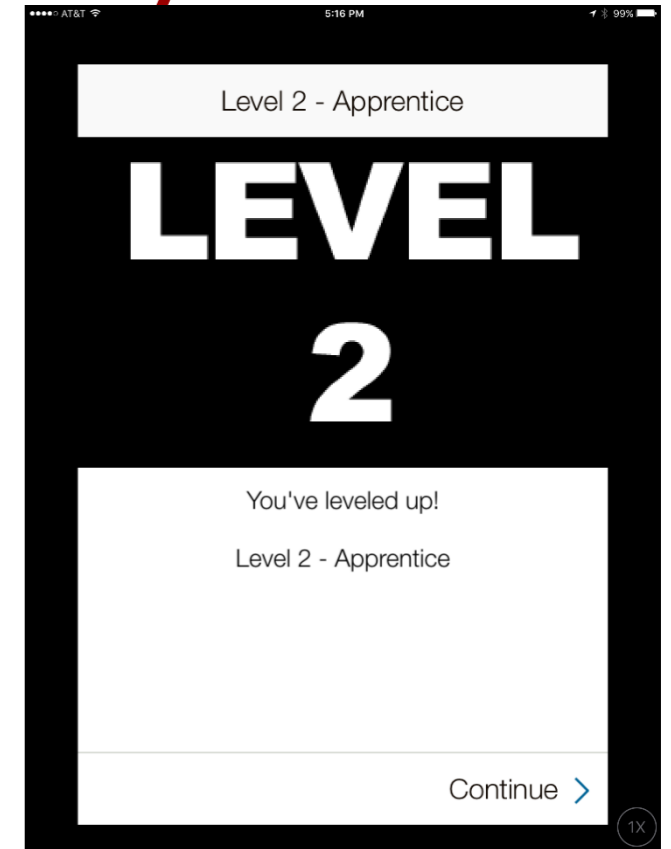 AT&T 5:16 PM 99%
Level 2 - Apprentice
LEVEL
2
You've leveled up!
Level 2 - Apprentice
Continue
1X